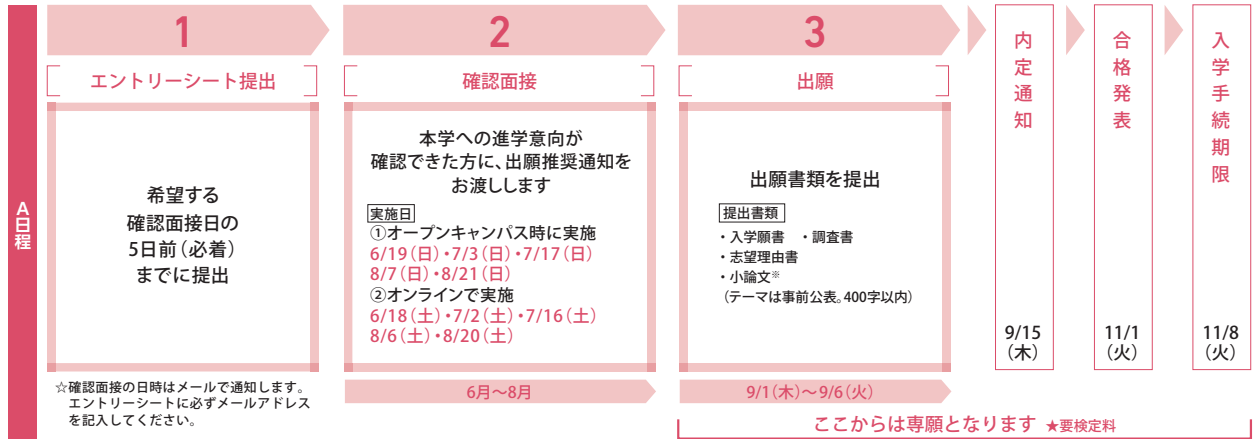 A日程
1
エントリーシート提出
希望する
確認面接日の
5日前（必着）
までに提出
☆確認面接の日時はメールで通知します。
エントリーシートに必ずメールアドレス
を記入してください。
2
確認面接
本学への進学意向が
確認できた方に、出願推奨通知を
お渡しします
実施日
①オープンキャンパス時に実施
6/19（日）・7/3（日）・7/17（日）
8/7（日）・8/21（日）
②オンラインで実施
6/18（土）・7/2（土）・7/16（土）
8/6（土）・8/20（土）
6月～8月
3
出願
出願書類を提出
提出書類
・入学願書　・調査書
・志望理由書
・小論文※
（テーマは事前公表。400字以内）
9/1（木）～9/6（火）
内定通知
9/15
（木）
合格発表
11/1
（火）
入学手続期限
11/8
（火）
ここからは専願となります ★要検定料